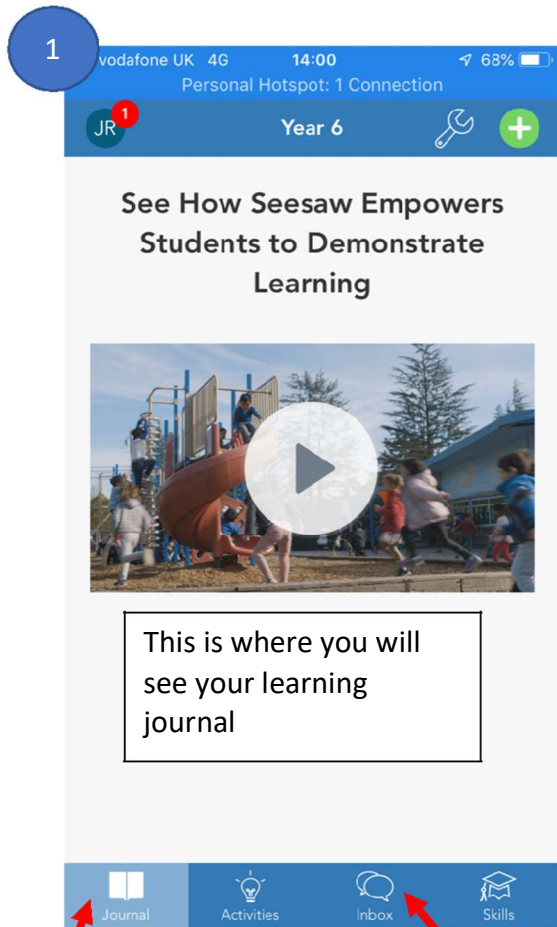 1
vodafone UK 4G 14:00 68%
Personal Hotspot: 1 Connection
JR 1 Year 6
See How Seesaw Empowers
Students to Demonstrate
Learning
This is where you will
see your learning
journal
Journal Activities Inbox Skills